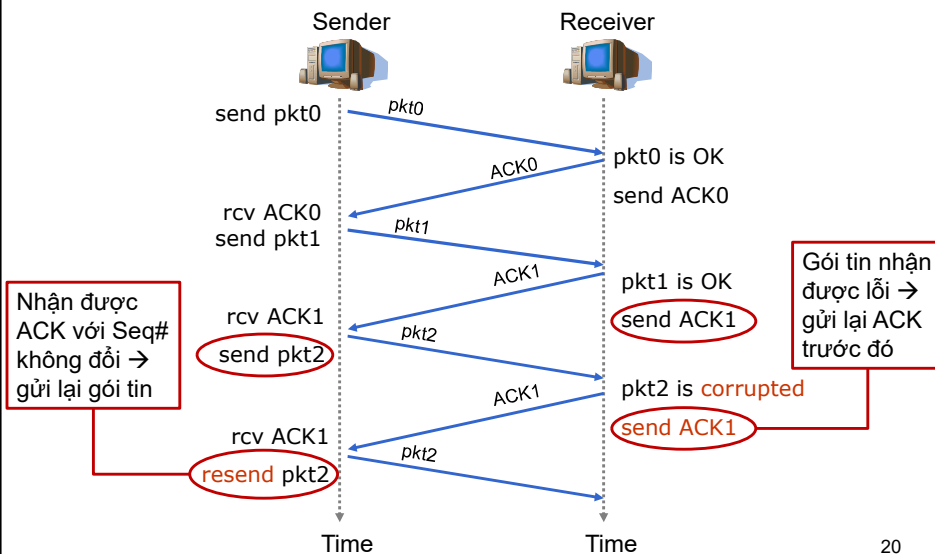 Sender
Receiver
send pkt0
pkt0
pkt0 is OK
ACK0
send ACK0
rcv ACK0
send pkt1
pkt1
ACK1
pkt1 is OK
send ACK1
rcv ACK1
send pkt2
pkt2
Nhận được
ACK với Seq#
không đổi →
gửi lại gói tin
Gói tin nhận
được lỗi →
gửi lại ACK
trước đó
pkt2 is corrupted
ACK1
send ACK1
rcv ACK1
resend pkt2
pkt2
Time
Time
20